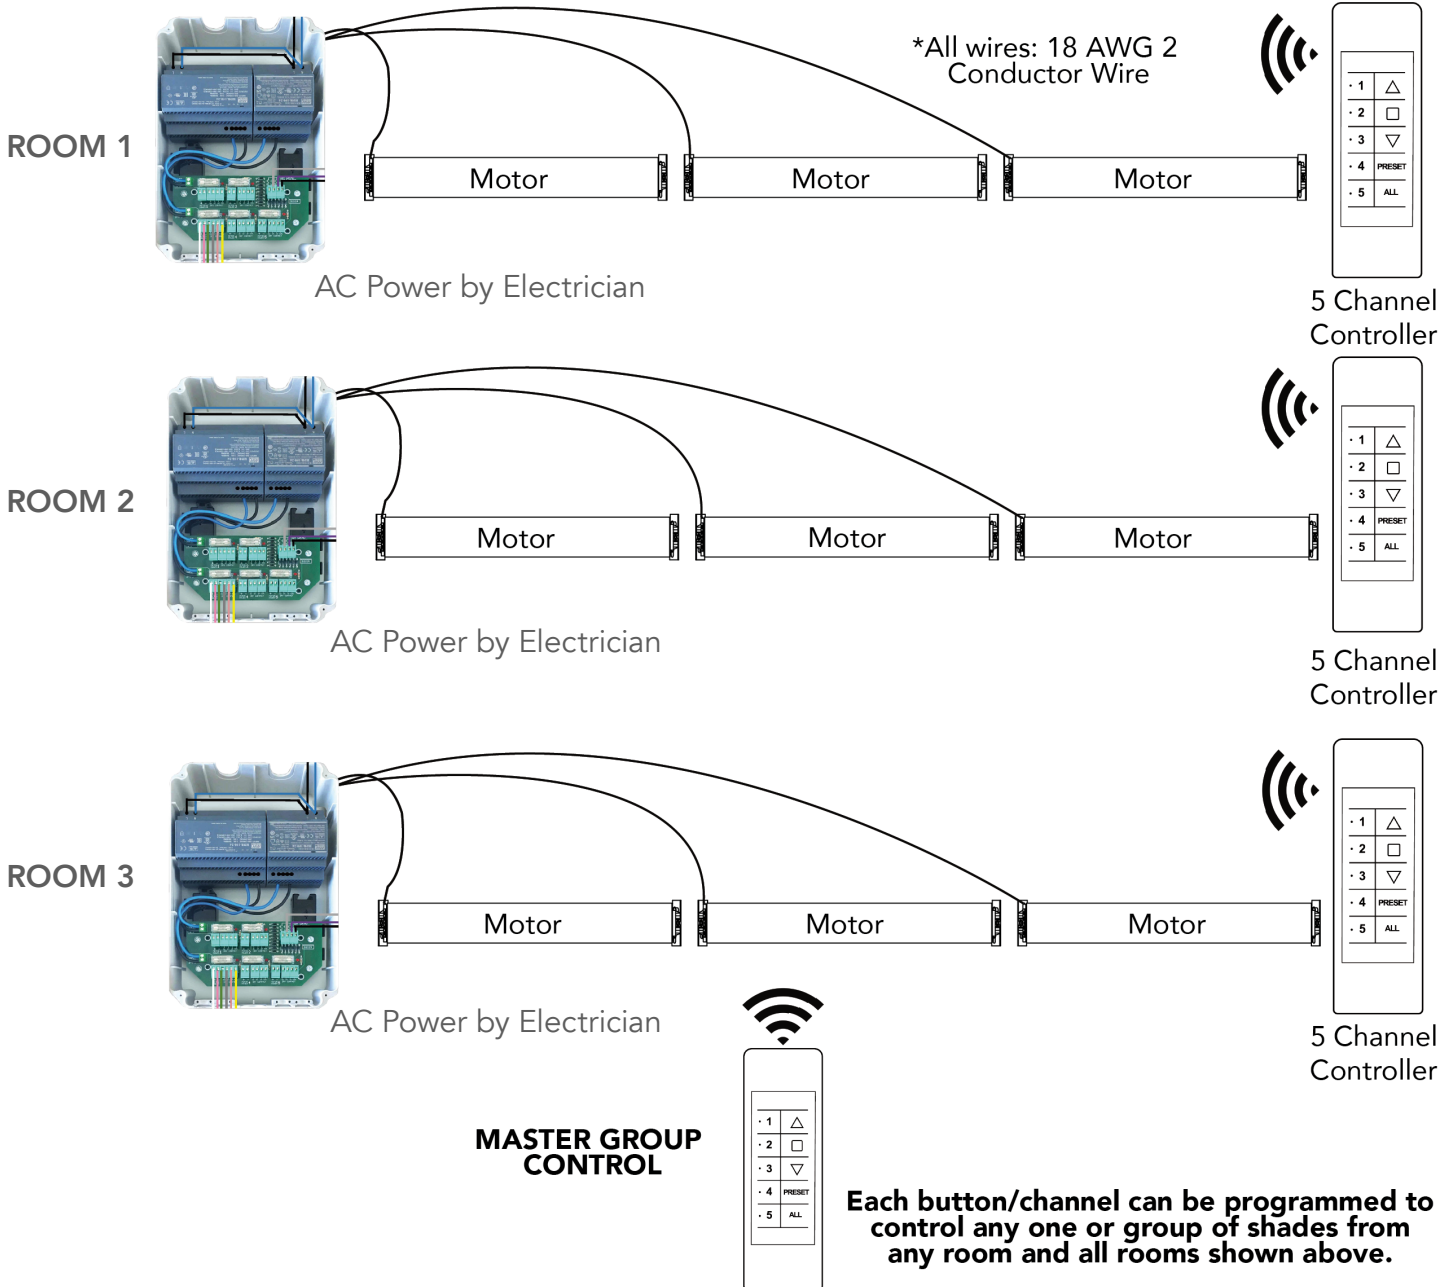 *All wires: 18 AWG 2
Conductor Wire
ROOM 1
Motor
Motor
Motor
· 1
· 2
· 3
· 4 PRESET
· 5 ALL
AC Power by Electrician
5 Channel
Controller
ROOM 2
Motor
Motor
Motor
· 1
· 2
· 3
· 4 PRESET
· 5 ALL
AC Power by Electrician
5 Channel
Controller
ROOM 3
Motor
Motor
Motor
· 1
· 2
· 3
· 4 PRESET
· 5 ALL
AC Power by Electrician
5 Channel
Controller
MASTER GROUP
CONTROL
· 1
· 2
· 3
· 4 PRESET
· 5 ALL
Each button/channel can be programmed to
control any one or group of shades from
any room and all rooms shown above.